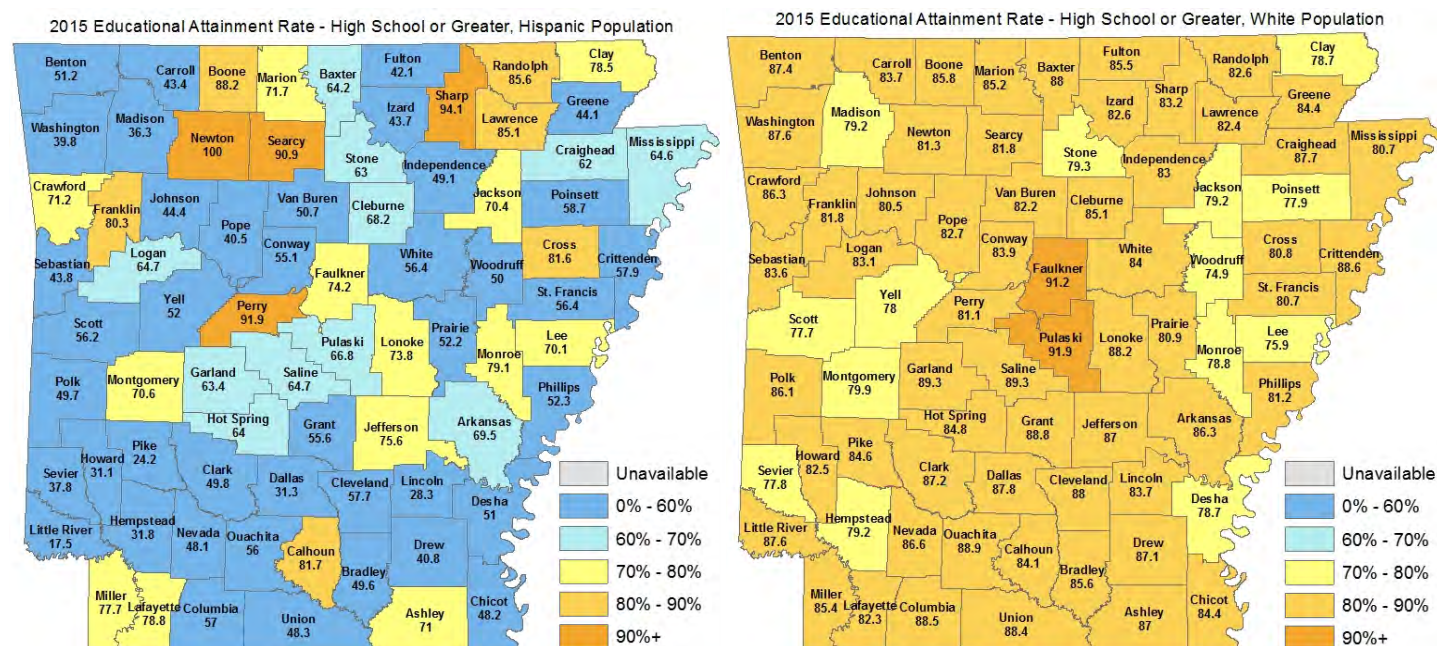 2015 Educational Attainment Rate - High School or Greater, Hispanic Population
Benton
51.2
Carroll
43.4
Boone
88.2
Marion
71.7
Baxter
64.2
Fulton
42.1
Randolph
85.6
Clay
78.5
Sharp
94.1
Izard
43.7
Greene
44.1
Lawrence
85.1
Washington
39.8
Madison
36.3
Newton
100
Searcy
90.9
Stone
63
Independence
49.1
Craighead
62
Mississippi
64.6
Crawford
71.2
Franklin
80.3
Johnson
44.4
Van Buren
50.7
Cleburne
68.2
Jackson
70.4
Poinsett
58.7
Pope
40.5
Conway
55.1
Logan
64.7
Sebastian
43.8
Faulkner
74.2
White
56.4
Woodruff
50
Cross
81.6
Crittenden
57.9
St. Francis
56.4
Yell
52
Perry
91.9
Scott
56.2
Pulaski
66.8
Lonoke
73.8
Prairie
52.2
Monroe
79.1
Lee
70.1
Polk
49.7
Montgomery
70.6
Garland
63.4
Saline
64.7
Phillips
52.3
Hot Spring
64
Grant
55.6
Jefferson
75.6
Arkansas
69.5
Sevier
37.8
Howard
31.1
Pike
24.2
Clark
49.8
Dallas
31.3
Cleveland
57.7
Lincoln
28.3
Desha
51
Little River
17.5
Hempstead
31.8
Nevada
48.1
Ouachita
56
Calhoun
81.7
Bradley
49.6
Drew
40.8
Miller
77.7
Lafayette
78.8
Columbia
57
Union
48.3
Ashley
71
Chicot
48.2
Unavailable
0% - 60%
60% - 70%
70% - 80%
80% - 90%
90%+
2015 Educational Attainment Rate - High School or Greater, White Population
Benton
87.4
Carroll
83.7
Boone
85.8
Marion
85.2
Baxter
88
Fulton
85.5
Randolph
82.6
Clay
78.7
Izard
82.6
Sharp
83.2
Greene
84.4
Lawrence
82.4
Washington
87.6
Madison
79.2
Newton
81.3
Searcy
81.8
Stone
79.3
Independence
83
Craighead
87.7
Mississippi
80.7
Crawford
86.3
Franklin
81.8
Johnson
80.5
Van Buren
82.2
Cleburne
85.1
Jackson
79.2
Poinsett
77.9
Pope
82.7
Conway
83.9
Logan
83.1
Sebastian
83.6
Faulkner
91.2
White
84
Woodruff
74.9
Cross
80.8
Crittenden
88.6
St. Francis
80.7
Scott
77.7
Yell
78
Perry
81.1
Pulaski
91.9
Lonoke
88.2
Prairie
80.9
Monroe
78.8
Lee
75.9
Polk
86.1
Montgomery
79.9
Garland
89.3
Saline
89.3
Phillips
81.2
Hot Spring
84.8
Grant
88.8
Jefferson
87
Arkansas
86.3
Sevier
77.8
Howard
82.5
Pike
84.6
Clark
87.2
Dallas
87.8
Cleveland
88
Lincoln
83.7
Desha
78.7
Little River
87.6
Hempstead
79.2
Nevada
86.6
Ouachita
88.9
Calhoun
84.1
Bradley
85.6
Drew
87.1
Miller
85.4
Lafayette
82.3
Columbia
88.5
Union
88.4
Ashley
87
Chicot
84.4
Unavailable
0% - 60%
60% - 70%
70% - 80%
80% - 90%
90%+